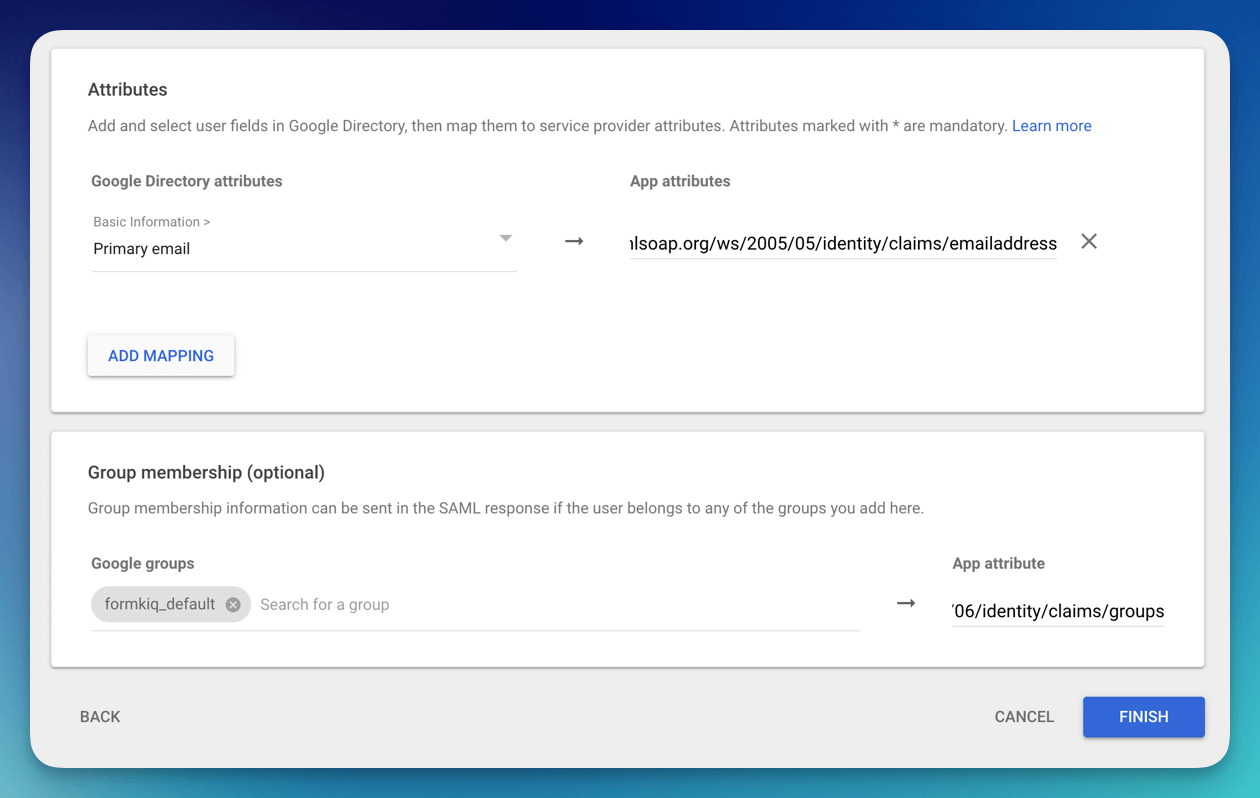 Attributes
Add and select user fields in Google Directory, then map them to service provider attributes. Attributes marked with * are mandatory. Learn more
Google Directory attributes
App attributes
Basic Information >
Primary email
lsoap.org/ws/2005/05/identity/claims/emailaddress
ADD MAPPING
Group membership (optional)
Group membership information can be sent in the SAML response if the user belongs to any of the groups you add here.
Google groups
App attribute
formkiq_default
Search for a group
/06/identity/claims/groups
BACK
CANCEL
FINISH